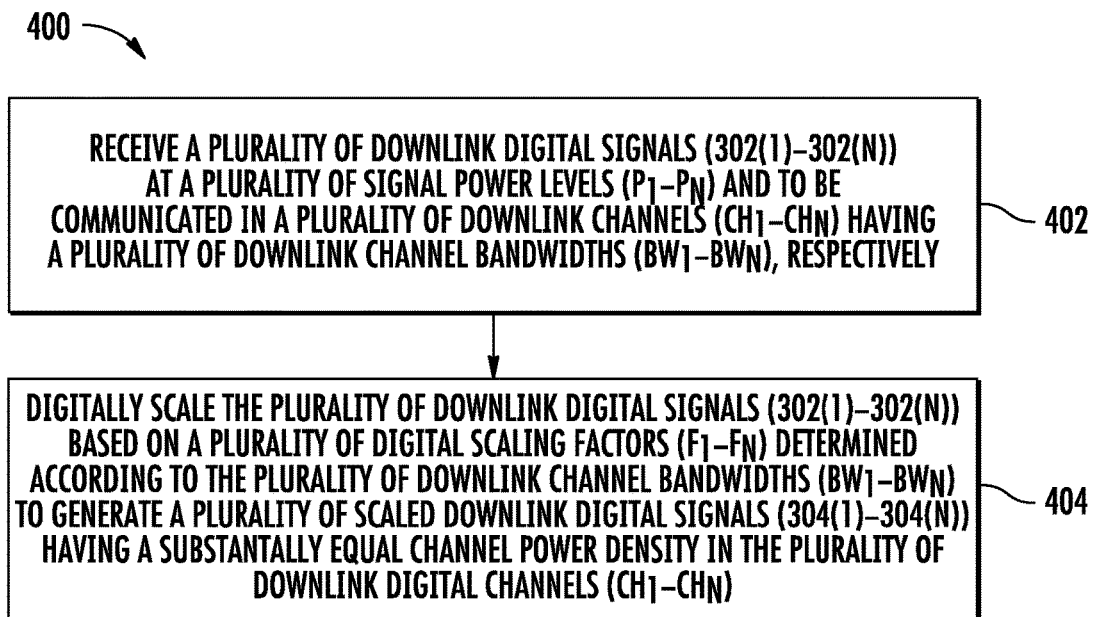 400
RECEIVE A PLURALITY OF DOWNLINK DIGITAL SIGNALS (302(1)–302(N))
AT A PLURALITY OF SIGNAL POWER LEVELS (P1–PN) AND TO BE
COMMUNICATED IN A PLURALITY OF DOWNLINK CHANNELS (CH1–CHN) HAVING
A PLURALITY OF DOWNLINK CHANNEL BANDWIDTHS (BW1–BWN), RESPECTIVELY
402
DIGITALLY SCALE THE PLURALITY OF DOWNLINK DIGITAL SIGNALS (302(1)–302(N))
BASED ON A PLURALITY OF DIGITAL SCALING FACTORS (F1–FN) DETERMINED
ACCORDING TO THE PLURALITY OF DOWNLINK CHANNEL BANDWIDTHS (BW1–BWN)
TO GENERATE A PLURALITY OF SCALED DOWNLINK DIGITAL SIGNALS (304(1)–304(N))
HAVING A SUBSTANTALLY EQUAL CHANNEL POWER DENSITY IN THE PLURALITY OF
DOWNLINK DIGITAL CHANNELS (CH1–CHN)
404